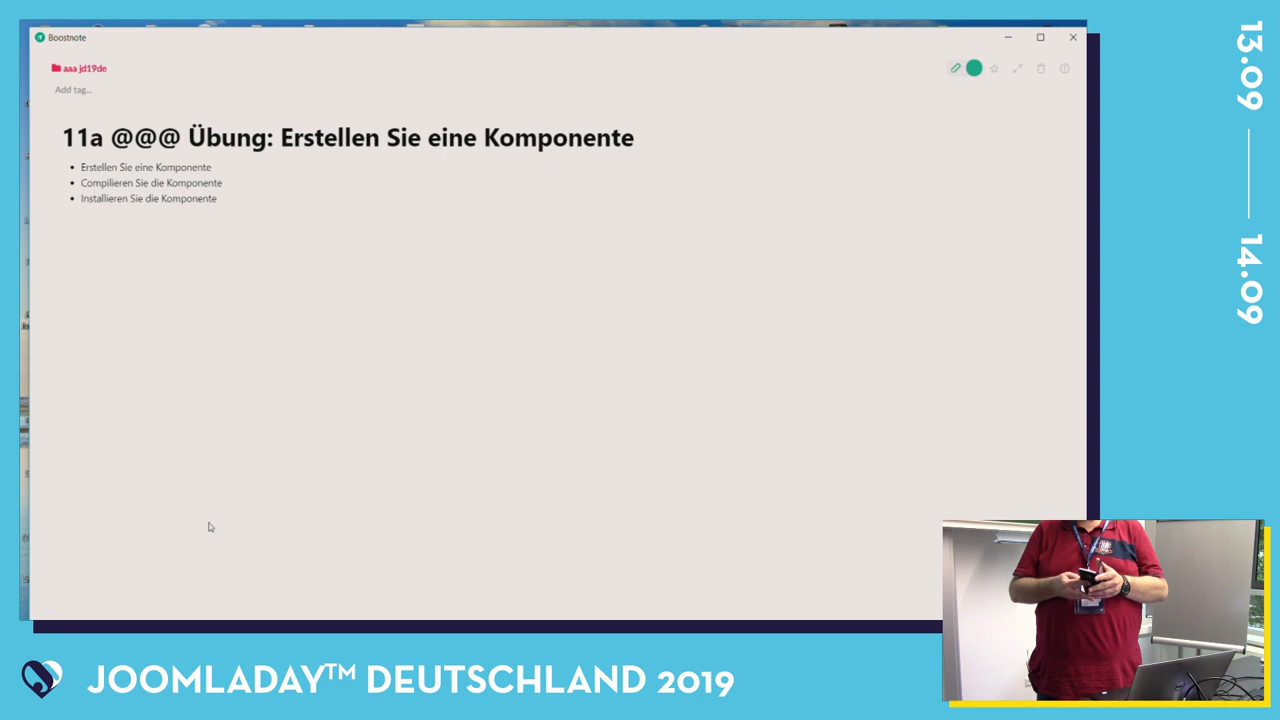 Boostnote
aaa jd19de
Add tag...
11a @@@ Übung: Erstellen Sie eine Komponente
Erstellen Sie eine Komponente
Compilieren Sie die Komponente
Installieren Sie die Komponente
13.09
14.09
JOOMLADAY™ DEUTSCHLAND 2019